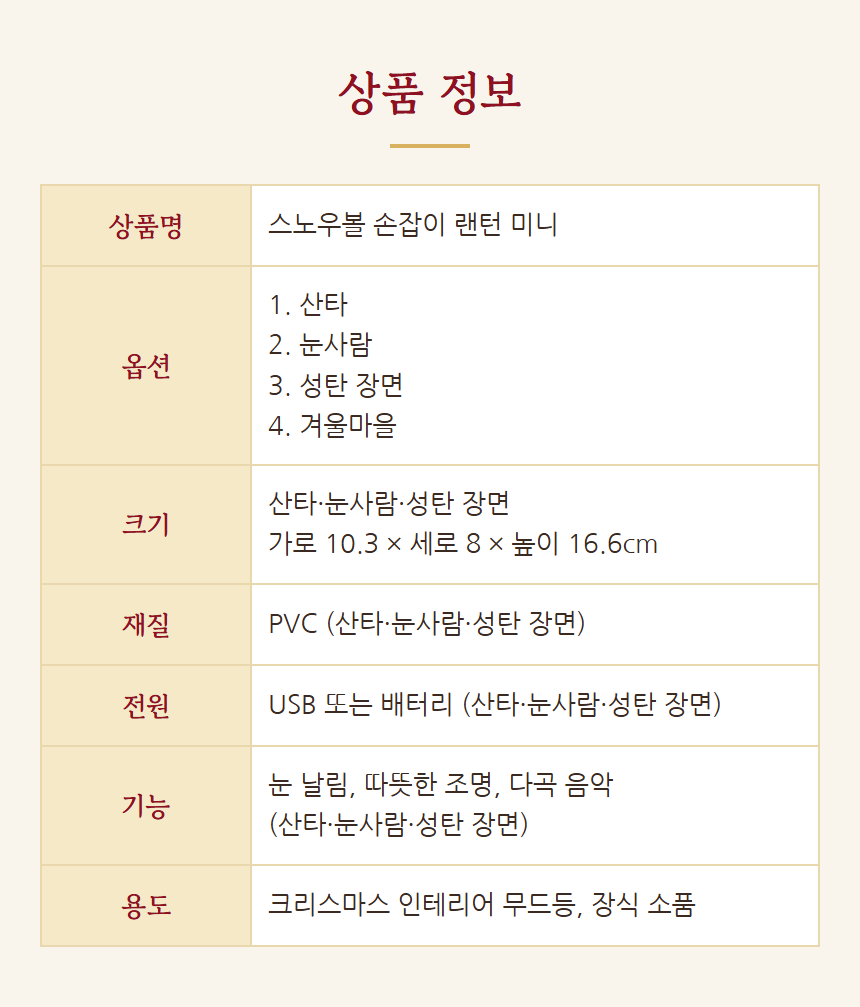 상품 정보
상품명
스노우볼 손잡이 랜턴 미니
옵션
1. 산타
2. 눈사람
3. 성탄 장면
4. 겨울마을
크기
산타·눈사람·성탄 장면
가로 10.3 × 세로 8 × 높이 16.6cm
재질
PVC (산타·눈사람·성탄 장면)
전원
USB 또는 배터리 (산타·눈사람·성탄 장면)
기능
눈 날림, 따뜻한 조명, 다곡 음악
(산타·눈사람·성탄 장면)
용도
크리스마스 인테리어 무드등, 장식 소품